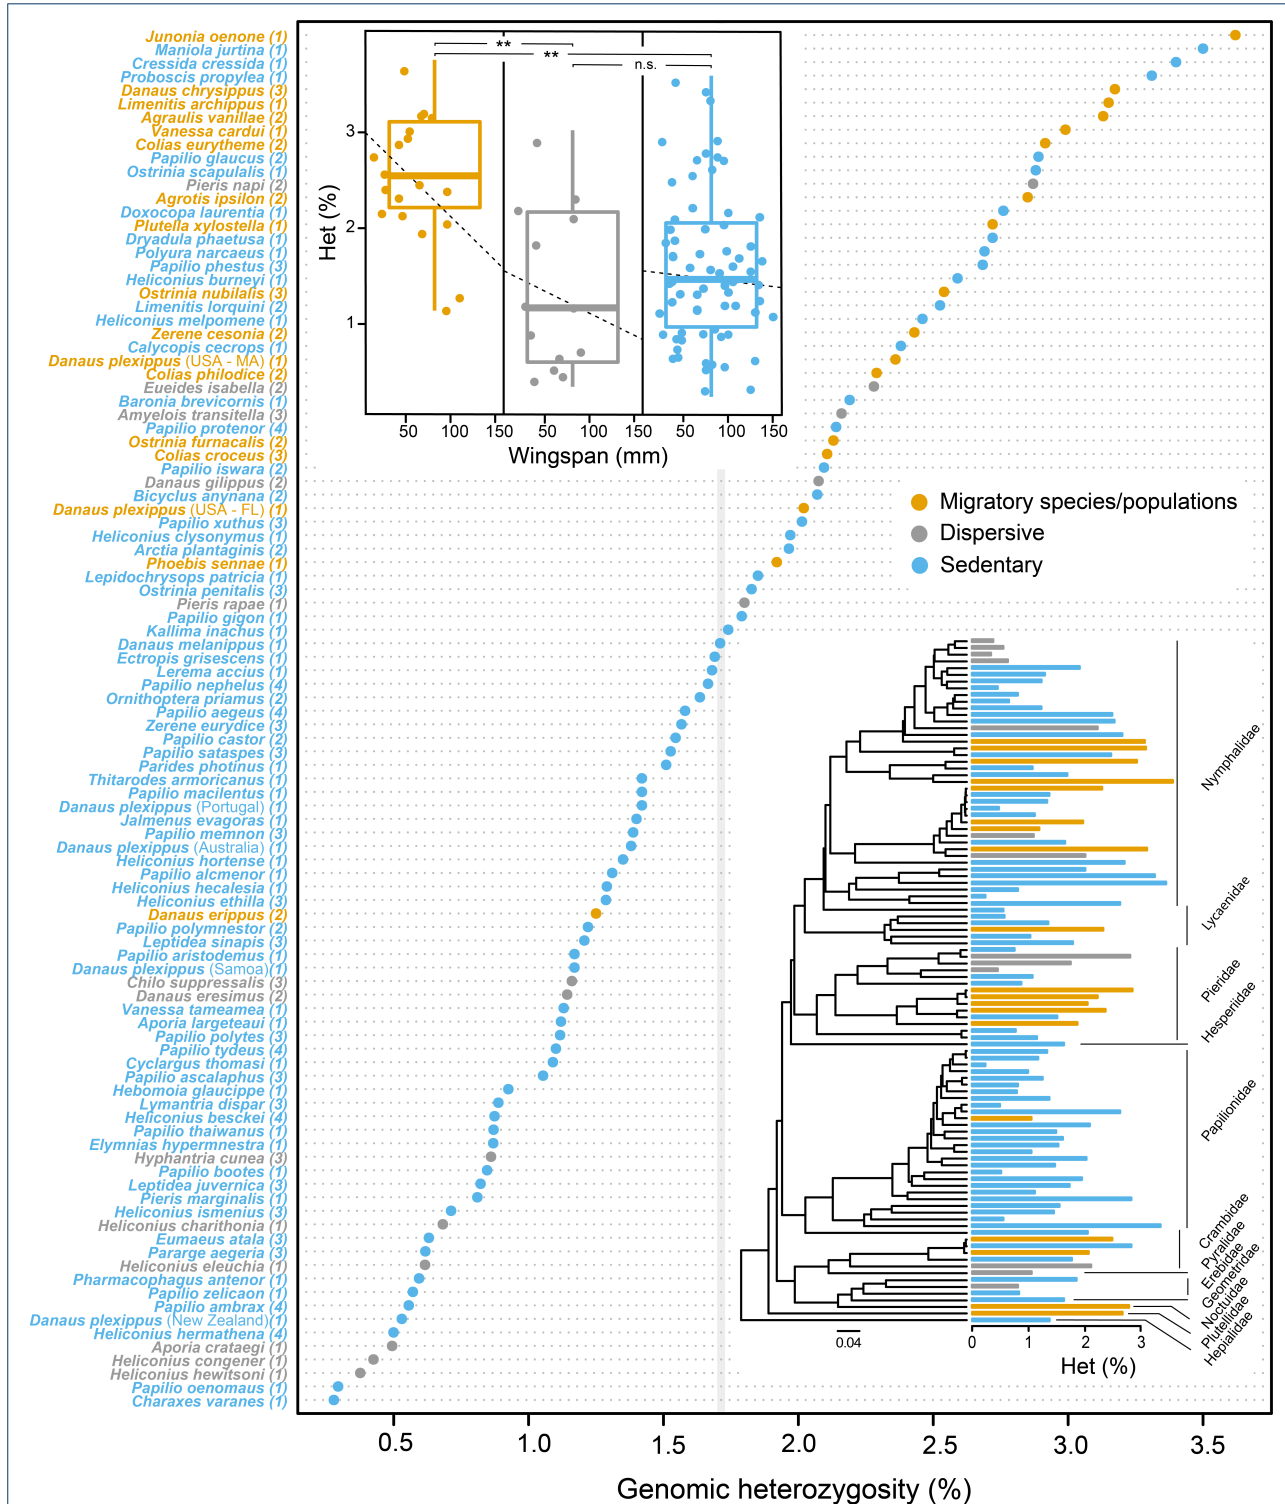 Junonia oenone (1)
Maniola jurtina (1)
Cressida cressida (1)
Proboscis propylea (1)
Danaus chrysippus (3)
Limenitis archippus (1)
Agraulis vanillae (2)
Vanessa cardui (1)
Colias eurytheme (2)
Papilio glaucus (2)
Ostrinia scapulalis (1)
Pieris napi (2)
Agrotis ipsilon (2)
Doxocopa laurentia (1)
Plutella xylostella (1)
Dryadula phaetusa (1)
Polyura narcaeus (1)
Papilio phestus (3)
Heliconius burneyi (1)
Ostrinia nubilalis (3)
Limenitis lorquini (2)
Heliconius melpomene (1)
Zerene cesonia (2)
Calycopis cecrops (1)
Danaus plexippus (USA - MA) (1)
Colias philodice (2)
Eueides isabella (2)
Baronia brevicornis (1)
Amyelois transitella (3)
Papilio protenor (4)
Ostrinia furnacalis (2)
Colias croceus (3)
Papilio iswara (2)
Danaus gilippus (2)
Bicyclus anynana (2)
Danaus plexippus (USA - FL) (1)
Papilio xuthus (3)
Heliconius clysonymus (1)
Arctia plantaginis (2)
Phoebis sennae (1)
Lepidochrysops patricia (1)
Ostrinia penitalis (3)
Pieris rapae (1)
Papilio gigon (1)
Kallima inachus (1)
Danaus melanippus (1)
Ectropis grisescens (1)
Lerema accius (1)
Papilio nephelus (4)
Ornithoptera priamus (2)
Papilio aegeus (4)
Zerene eurydice (3)
Papilio castor (2)
Papilio sataspes (3)
Parides photinus (1)
Thitarodes armoricanus (1)
Papilio macilentus (1)
Danaus plexippus (Portugal) (1)
Jalmenus evagoras (1)
Papilio memnon (3)
Danaus plexippus (Australia) (1)
Heliconius hortense (1)
Papilio alcmenor (1)
Heliconius hecalesia (1)
Heliconius ethilla (3)
Danaus erippus (2)
Papilio polymnestor (2)
Leptidea sinapis (3)
Papilio aristodemus (1)
Danaus plexippus (Samoa)(1)
Chilo suppressalis (3)
Danaus eresimus (2)
Vanessa tameamea (1)
Aporia largeteaui (1)
Papilio polytes (3)
Papilio tydeus (4)
Cyclargus thomasi (1)
Papilio ascalaphus (3)
Hebomoia glaucippe (1)
Lymantria dispar (3)
Heliconius besckei (4)
Papilio thaiwanus (1)
Elymnias hypermnestra (1)
Hyphantria cunea (3)
Papilio bootes (1)
Leptidea juvernica (3)
Pieris marginalis (1)
Heliconius ismenius (3)
Heliconius charithonia (1)
Eumaeus atala (3)
Pararge aegeria (3)
Heliconius eleuchia (1)
Pharmacophagus antenor (1)
Papilio zelicaon (1)
Papilio ambrax (4)
Danaus plexippus (New Zealand)(1)
Heliconius hermathena (4)
Aporia crataegi (1)
Heliconius congener (1)
Heliconius hewitsoni (1)
Papilio oenomaus (1)
Charaxes varanes (1)
** 
**
n.s.
Het (%)
3
2
1
50 100 150 50 100 150 50 100 150
Wingspan (mm)
Migratory species/populations
Dispersive
Sedentary
Nymphalidae
Lycaenidae
Pieridae
Hesperiidae
Papilionidae
Crambidae
Pyralidae
Erebidae
Geometridae
Noctuidae
Plutellidae
Hepialidae
0.04
0 1 2 3
Het (%)
0.5 1.0 1.5 2.0 2.5 3.0 3.5
Genomic heterozygosity (%)